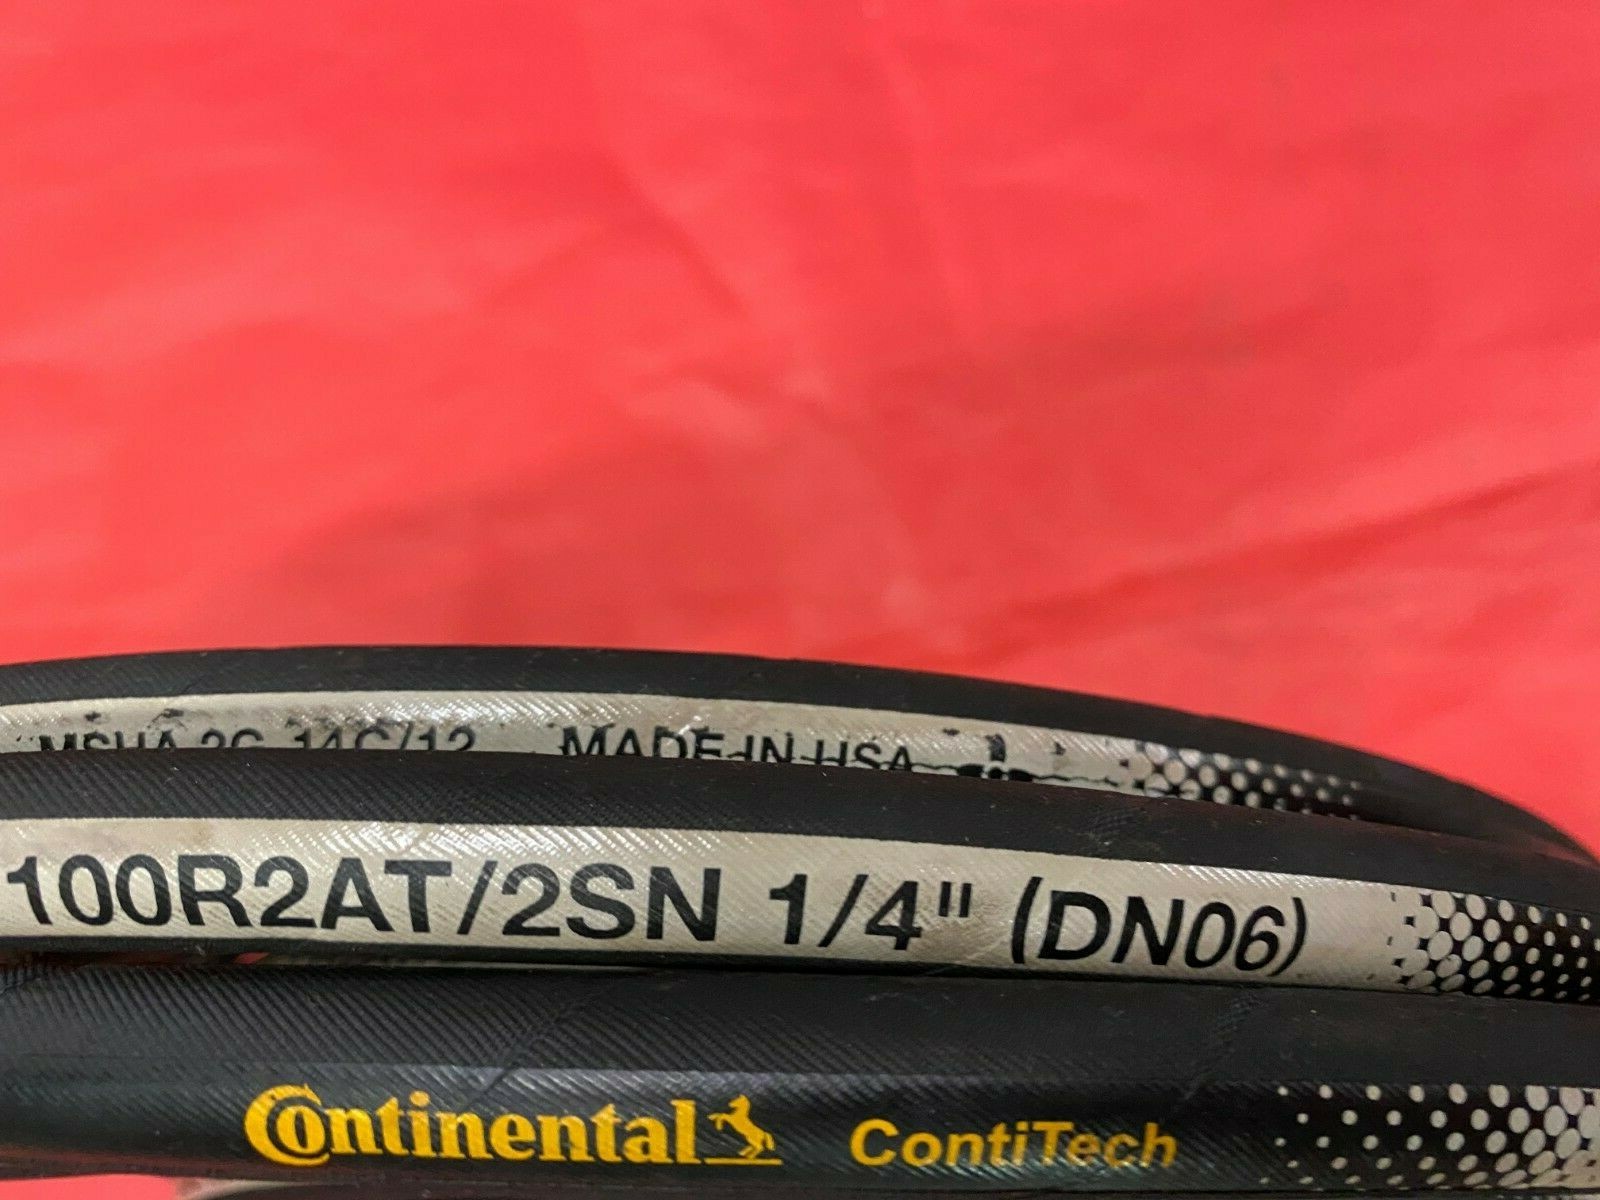 MSHA 2G-14C/12 MADE IN USA
100R2AT/2SN 1/4" (DN06)
Continental ContiTech